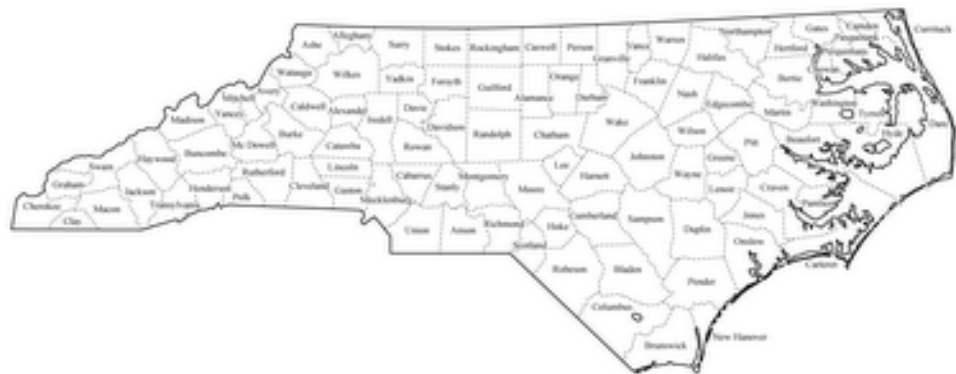 Ashe
Alleghany
Surry
Stokes
Rockingham
Caswell
Person
Granville
Vance
Warren
Northampton
Halifax
Hertford
Gates
Camden
Pasquotank
Perquimans
Currituck
Watauga
Wilkes
Yadkin
Forsyth
Guilford
Alamance
Orange
Durham
Franklin
Nash
Edgecombe
Bertie
Chowan
Mitchell
Avery
Yancey
Caldwell
Alexander
Iredell
Davie
Davidson
Randolph
Chatham
Wake
Wilson
Martin
Washington
Tyrrell
Dare
Madison
Buncombe
Mc Dowell
Burke
Catawba
Rowan
Johnston
Greene
Pitt
Beaufort
Hyde
Swain
Haywood
Rutherford
Lincoln
Cabarrus
Stanly
Montgomery
Moore
Lee
Harnett
Wayne
Lenoir
Craven
Pamlico
Graham
Jackson
Henderson
Polk
Cleveland
Gaston
Mecklenburg
Cherokee
Macon
Transylvania
Clay
Union
Anson
Richmond
Scotland
Hoke
Cumberland
Sampson
Duplin
Jones
Onslow
Carteret
Robeson
Bladen
Pender
Columbus
Brunswick
New Hanover